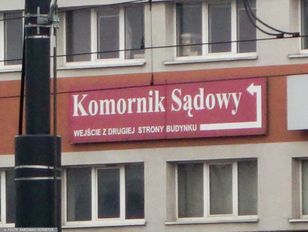 Komornik Sądowy
WEJŚCIE Z DRUGIEJ STRONY BUDYNKU